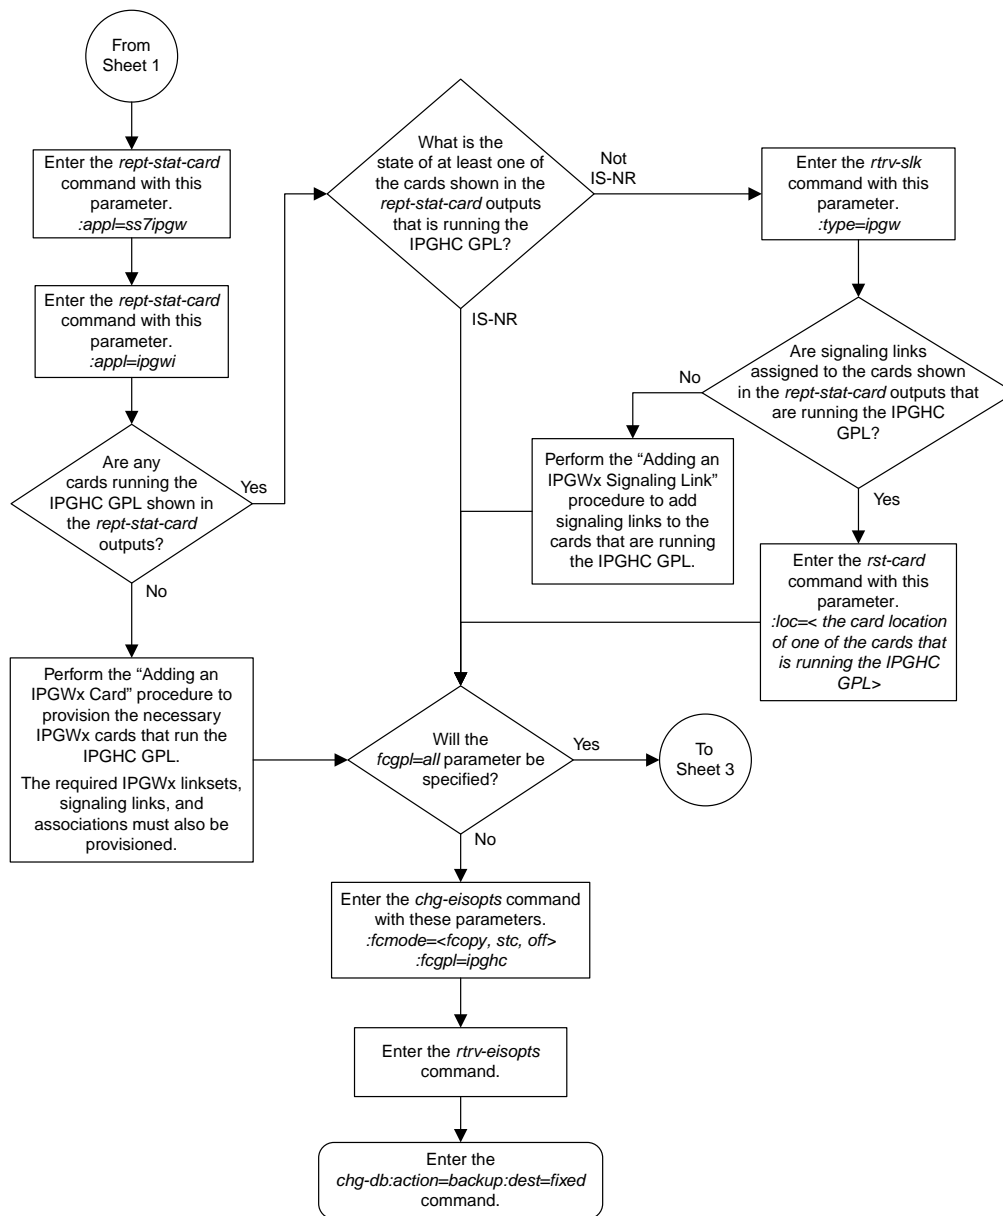 From
Sheet 1
Enter the rept-stat-card
command with this
parameter.
:appl=ss7ipgw
Enter the rept-stat-card
command with this
parameter.
:appl=ipgwi
Are any
cards running the
IPGHC GPL shown in
the rept-stat-card
outputs?
Yes
No
Perform the “Adding an
IPGWx Card” procedure to
provision the necessary
IPGWx cards that run the
IPGHC GPL.
The required IPGWx linksets,
signaling links, and
associations must also be
provisioned.
What is the
state of at least one of
the cards shown in the
rept-stat-card outputs
that is running the
IPGHC GPL?
Not
IS-NR
IS-NR
Enter the rtrv-slk
command with this
parameter.
:type=ipgw
Are signaling links
assigned to the cards shown
in the rept-stat-card outputs that
are running the IPGHC
GPL?
No
Yes
Perform the “Adding an
IPGWx Signaling Link”
procedure to add
signaling links to the
cards that are running
the IPGHC GPL.
Enter the rst-card
command with this
parameter.
:loc=< the card location
of one of the cards that
is running the IPGHC
GPL>
Will the
fcgpl=all parameter be
specified?
Yes
To
Sheet 3
No
Enter the chg-eisopts command
with these parameters.
:fcmode=<fcopy, stc, off>
:fcgpl=ipghc
Enter the rtrv-eisopts
command.
Enter the
chg-db:action=backup:dest=fixed
command.